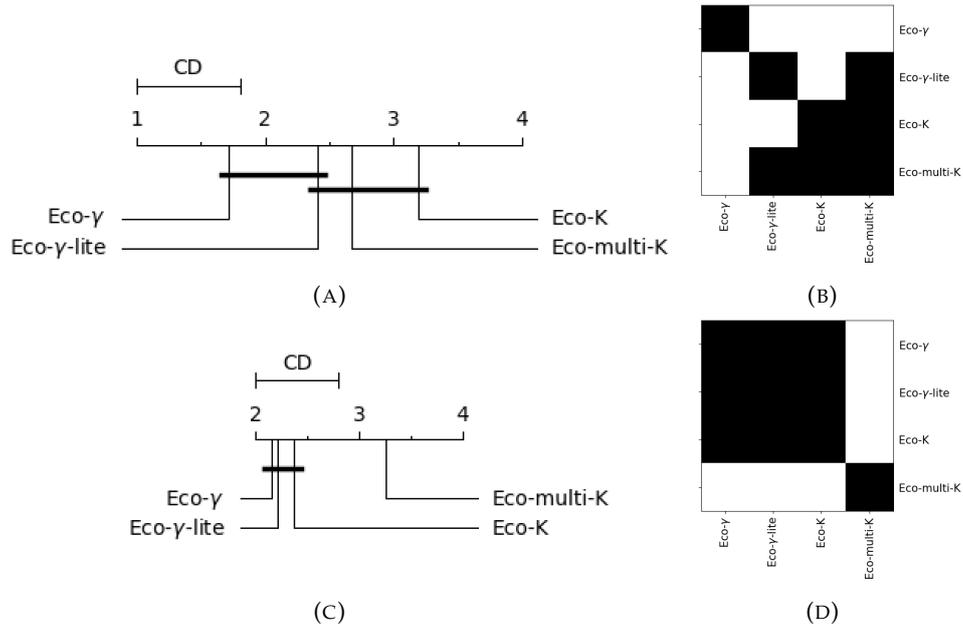 CD
1 2 3 4
Eco-γ
Eco-γ-lite
Eco-K
Eco-multi-K
(A)
Eco-γ
Eco-γ-lite
Eco-K
Eco-multi-K
Eco-γ
Eco-γ-lite
Eco-K
Eco-multi-K
(B)
CD
2 3 4
Eco-γ
Eco-γ-lite
Eco-multi-K
Eco-K
(C)
Eco-γ
Eco-γ-lite
Eco-K
Eco-multi-K
Eco-γ
Eco-γ-lite
Eco-K
Eco-multi-K
(D)